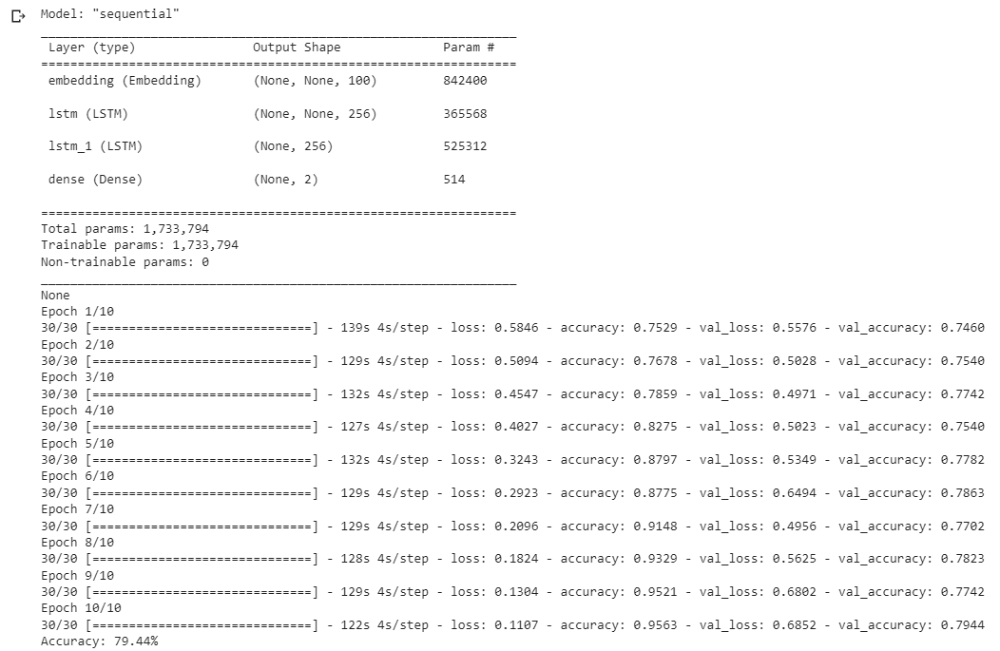 Model: "sequential"
_________________________________________________________________
Layer (type) Output Shape Param #
=================================================================
embedding (Embedding) (None, None, 100) 842400
lstm (LSTM) (None, None, 256) 365568
lstm_1 (LSTM) (None, 256) 525312
dense (Dense) (None, 2) 514
=================================================================
Total params: 1,733,794
Trainable params: 1,733,794
Non-trainable params: 0
_________________________________________________________________
None
Epoch 1/10
30/30 [==============================] - 139s 4s/step - loss: 0.5846 - accuracy: 0.7529 - val_loss: 0.5576 - val_accuracy: 0.7460
Epoch 2/10
30/30 [==============================] - 129s 4s/step - loss: 0.5094 - accuracy: 0.7678 - val_loss: 0.5028 - val_accuracy: 0.7540
Epoch 3/10
30/30 [==============================] - 132s 4s/step - loss: 0.4547 - accuracy: 0.7859 - val_loss: 0.4971 - val_accuracy: 0.7742
Epoch 4/10
30/30 [==============================] - 127s 4s/step - loss: 0.4027 - accuracy: 0.8275 - val_loss: 0.5023 - val_accuracy: 0.7540
Epoch 5/10
30/30 [==============================] - 132s 4s/step - loss: 0.3243 - accuracy: 0.8797 - val_loss: 0.5349 - val_accuracy: 0.7782
Epoch 6/10
30/30 [==============================] - 129s 4s/step - loss: 0.2923 - accuracy: 0.8775 - val_loss: 0.6494 - val_accuracy: 0.7863
Epoch 7/10
30/30 [==============================] - 129s 4s/step - loss: 0.2096 - accuracy: 0.9148 - val_loss: 0.4956 - val_accuracy: 0.7702
Epoch 8/10
30/30 [==============================] - 128s 4s/step - loss: 0.1824 - accuracy: 0.9329 - val_loss: 0.5625 - val_accuracy: 0.7823
Epoch 9/10
30/30 [==============================] - 129s 4s/step - loss: 0.1304 - accuracy: 0.9521 - val_loss: 0.6802 - val_accuracy: 0.7742
Epoch 10/10
30/30 [==============================] - 122s 4s/step - loss: 0.1107 - accuracy: 0.9563 - val_loss: 0.6852 - val_accuracy: 0.7944
Accuracy: 79.44%